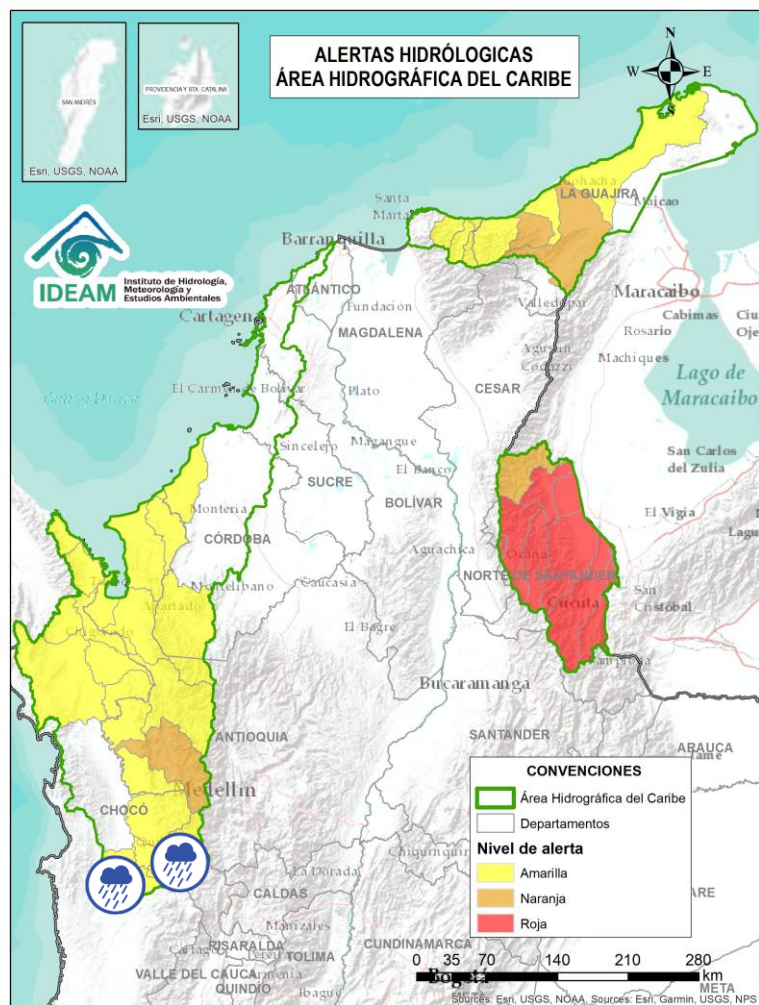 ALERTAS HIDRÓLOGICAS
ÁREA HIDROGRÁFICA DEL CARIBE
SAN ANDRÉS
Esri, USGS, NOAA
PROVIDENCIA Y STA. CATALINA
Esri, USGS, NOAA
N
W
E
S
IDEAM
Instituto de Hidrología,
Meteorología y
Estudios Ambientales
Riohacha
LA GUAJIRA
Maicao
Santa
Marta
Barranquilla
ATLÁNTICO
Cartagena
Fundación
MAGDALENA
Valledupar
Maracaibo
Cabimas
Rosario
Machiques
Agustín
Codazzi
CESAR
Lago de
Maracaibo
El Carmen de Bolívar
Plato
Sincelejo
Magangué
SUCRE
El Banco
BOLÍVAR
San Carlos
del Zulia
El Vigía
Montería
CÓRDOBA
Aguachica
Ocaña
NORTE DE SANTANDER
Cúcuta
San
Cristóbal
Montelíbano
Caucasia
Apartadó
Chigorodó
El Bagre
Pamplona
Bucaramanga
ANTIOQUIA
SANTANDER
ARAUCA
Medellín
CHOCÓ
CONVENCIONES
Área Hidrográfica del Caribe
Departamentos
Nivel de alerta
Amarilla
Naranja
Roja
La Dorada
CALDAS
Manizales
RISARALDA
Pereira
TOLIMA
CUNDINAMARCA
VALLE DEL CAUCA
Armenia
QUINDÍO
Ibagué
Bogotá
META
0 35 70 140 210 280
km
Sources: Esri, USGS, NOAA, Sources: Esri, Garmin, USGS, NPS